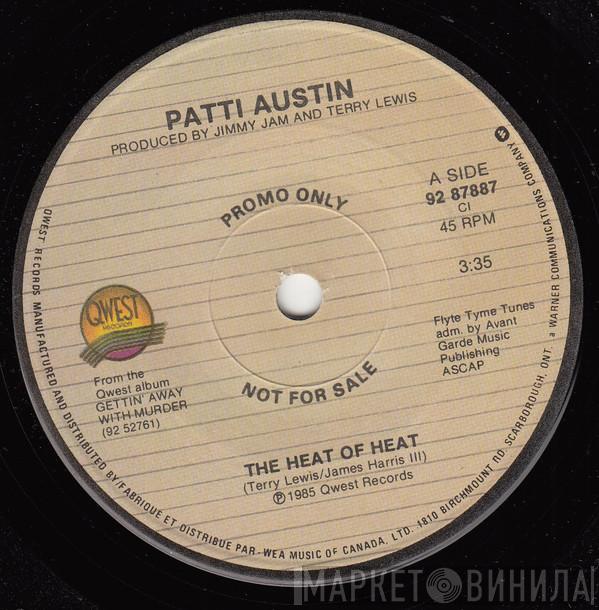 PATTI AUSTIN
PRODUCED BY JIMMY JAM AND TERRY LEWIS
A SIDE
92 87887
CI
45 RPM
3:35
PROMO ONLY
NOT FOR SALE
QWEST
RECORDS
From the
Qwest album
GETTIN' AWAY
WITH MURDER
(92 52761)
Flyte Tyme Tunes
adm. by Avant
Garde Music
Publishing
ASCAP
THE HEAT OF HEAT
(Terry Lewis/James Harris III)
Ⓟ1985 Qwest Records
QWEST RECORDS MANUFACTURED AND DISTRIBUTED BY/FABRIQUE ET DISTRIBUE PAR - WEA MUSIC OF CANADA, LTD. 1810 BIRCHMOUNT RD. SCARBOROUGH, ONT. a WARNER COMMUNICATIONS COMPANY
МАРКЕТ ВИНИЛА